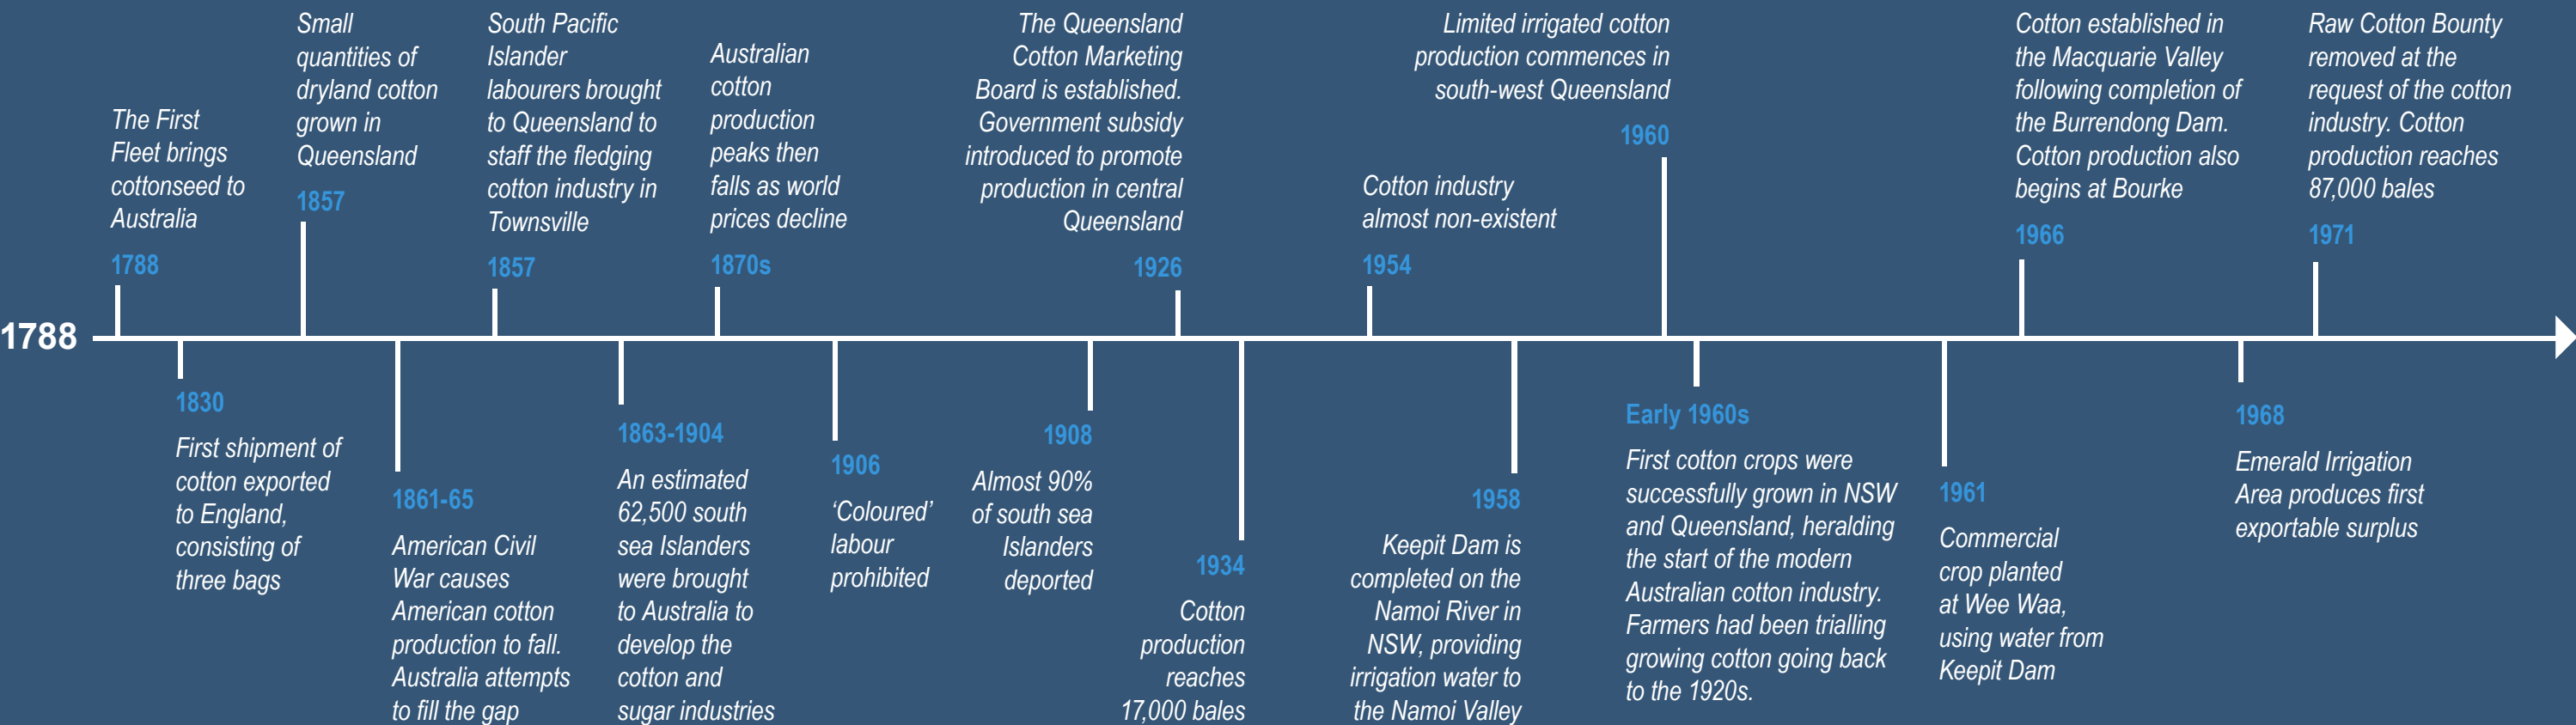 1788
The First
Fleet brings
cottonseed to
Australia
1788
1830
First shipment of
cotton exported
to England,
consisting of
three bags
Small
quantities of
dryland cotton
grown in
Queensland
1857
1861-65
American Civil
War causes
American cotton
production to fall.
Australia attempts
to fill the gap
South Pacific
Islander
labourers brought
to Queensland to
staff the fledging
cotton industry in
Townsville
1857
1863-1904
An estimated
62,500 south
sea Islanders
were brought
to Australia to
develop the
cotton and
sugar industries
Australian
cotton
production
peaks then
falls as world
prices decline
1870s
1906
‘Coloured’
labour
prohibited
1908
Almost 90%
of south sea
Islanders
deported
The Queensland
Cotton Marketing
Board is established.
Government subsidy
introduced to promote
production in central
Queensland
1926
1934
Cotton
production
reaches
17,000 bales
Cotton industry
almost non-existent
1954
1958
Keepit Dam is
completed on the
Namoi River in
NSW, providing
irrigation water to
the Namoi Valley
Limited irrigated cotton
production commences in
south-west Queensland
1960
Early 1960s
First cotton crops were
successfully grown in NSW
and Queensland, heralding
the start of the modern
Australian cotton industry.
Farmers had been trialling
growing cotton going back
to the 1920s.
1961
Commercial
crop planted
at Wee Waa,
using water from
Keepit Dam
Cotton established in
the Macquarie Valley
following completion of
the Burrendong Dam.
Cotton production also
begins at Bourke
1966
1968
Emerald Irrigation
Area produces first
exportable surplus
Raw Cotton Bounty
removed at the
request of the cotton
industry. Cotton
production reaches
87,000 bales
1971